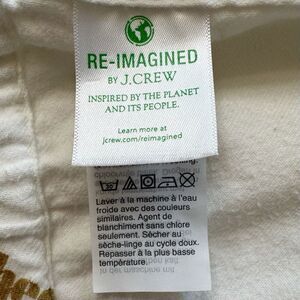 RE-IMAGINED
BY J.CREW
INSPIRED BY THE PLANET
AND ITS PEOPLE.
Learn more at
jcrew.com/reimagined
Laver à la machine à l'eau
froide avec des couleurs
similaires. Agent de
blanchiment sans chlore
seulement. Sécher au
sèche-linge au cycle doux.
Repasser à la plus basse
température.